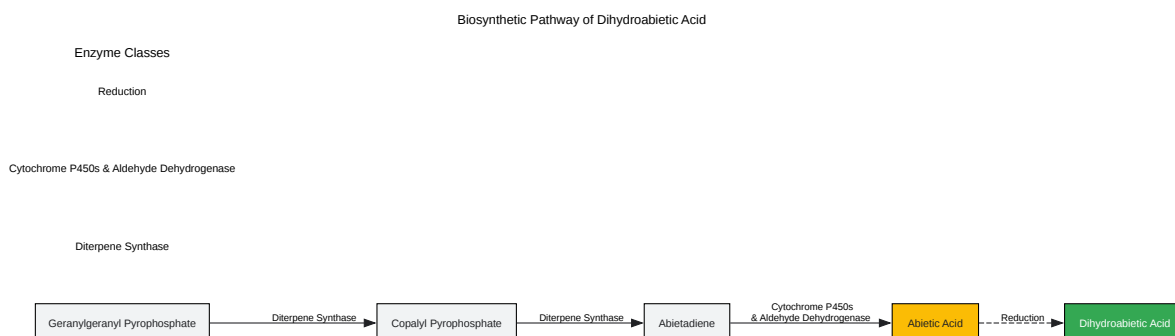 Biosynthetic Pathway of Dihydroabietic Acid
Enzyme Classes
Reduction
Cytochrome P450s & Aldehyde Dehydrogenase
Diterpene Synthase
Geranylgeranyl Pyrophosphate
Diterpene Synthase
Copalyl Pyrophosphate
Diterpene Synthase
Abietadiene
Cytochrome P450s
& Aldehyde Dehydrogenase
Abietic Acid
Reduction
Dihydroabietic Acid